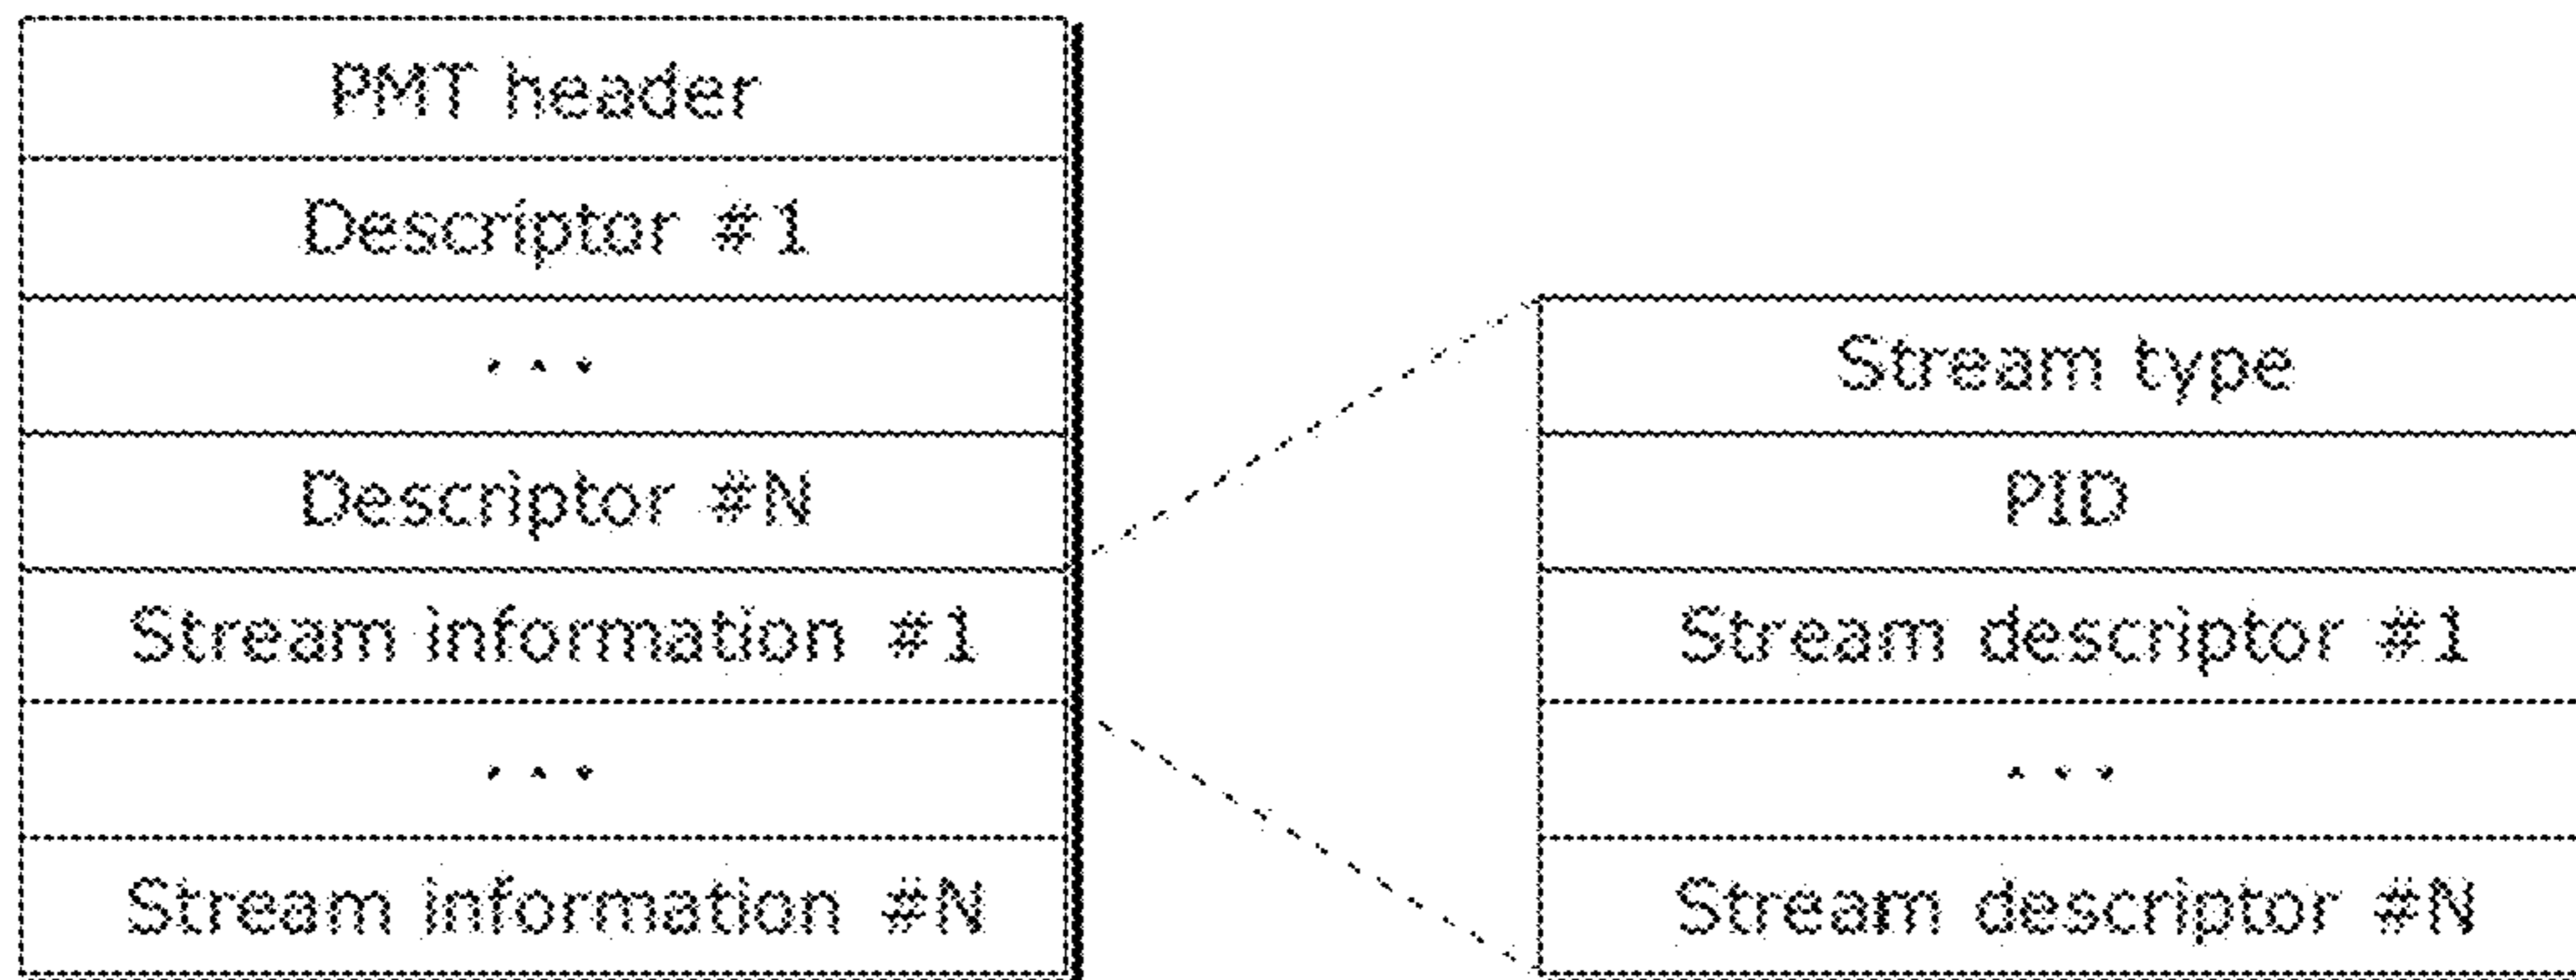 PMT header
Descriptor #1
...
Descriptor #N
Stream information #1
...
Stream information #N
Stream type
PID
Stream descriptor #1
...
Stream descriptor #N